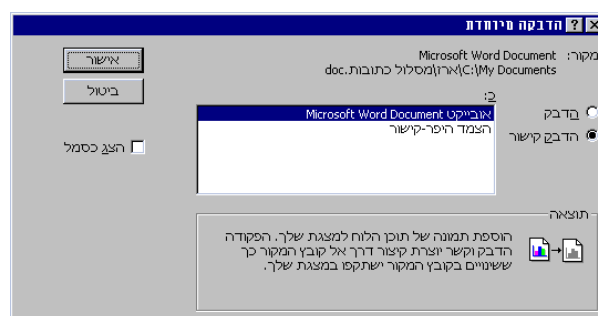 הדבקה מיוחדת
מקור: Microsoft Word Document
C:\My Documents\ארו\מסלול כתובות.doc
אישור
ביטול
כ:
הדבק
הדבק קישור
אובייקט Microsoft Word Document
הצמד היפר-קישור
הצג כסמל
תוצאה
הוספת תמונה של תוכן הלוח למצגת שלך. הפקודה
הדבק וקשר יוצרת קיצור דרך אל קובץ המקור כך
ששינויים בקובץ המקור ישתקפו במצגת שלך.